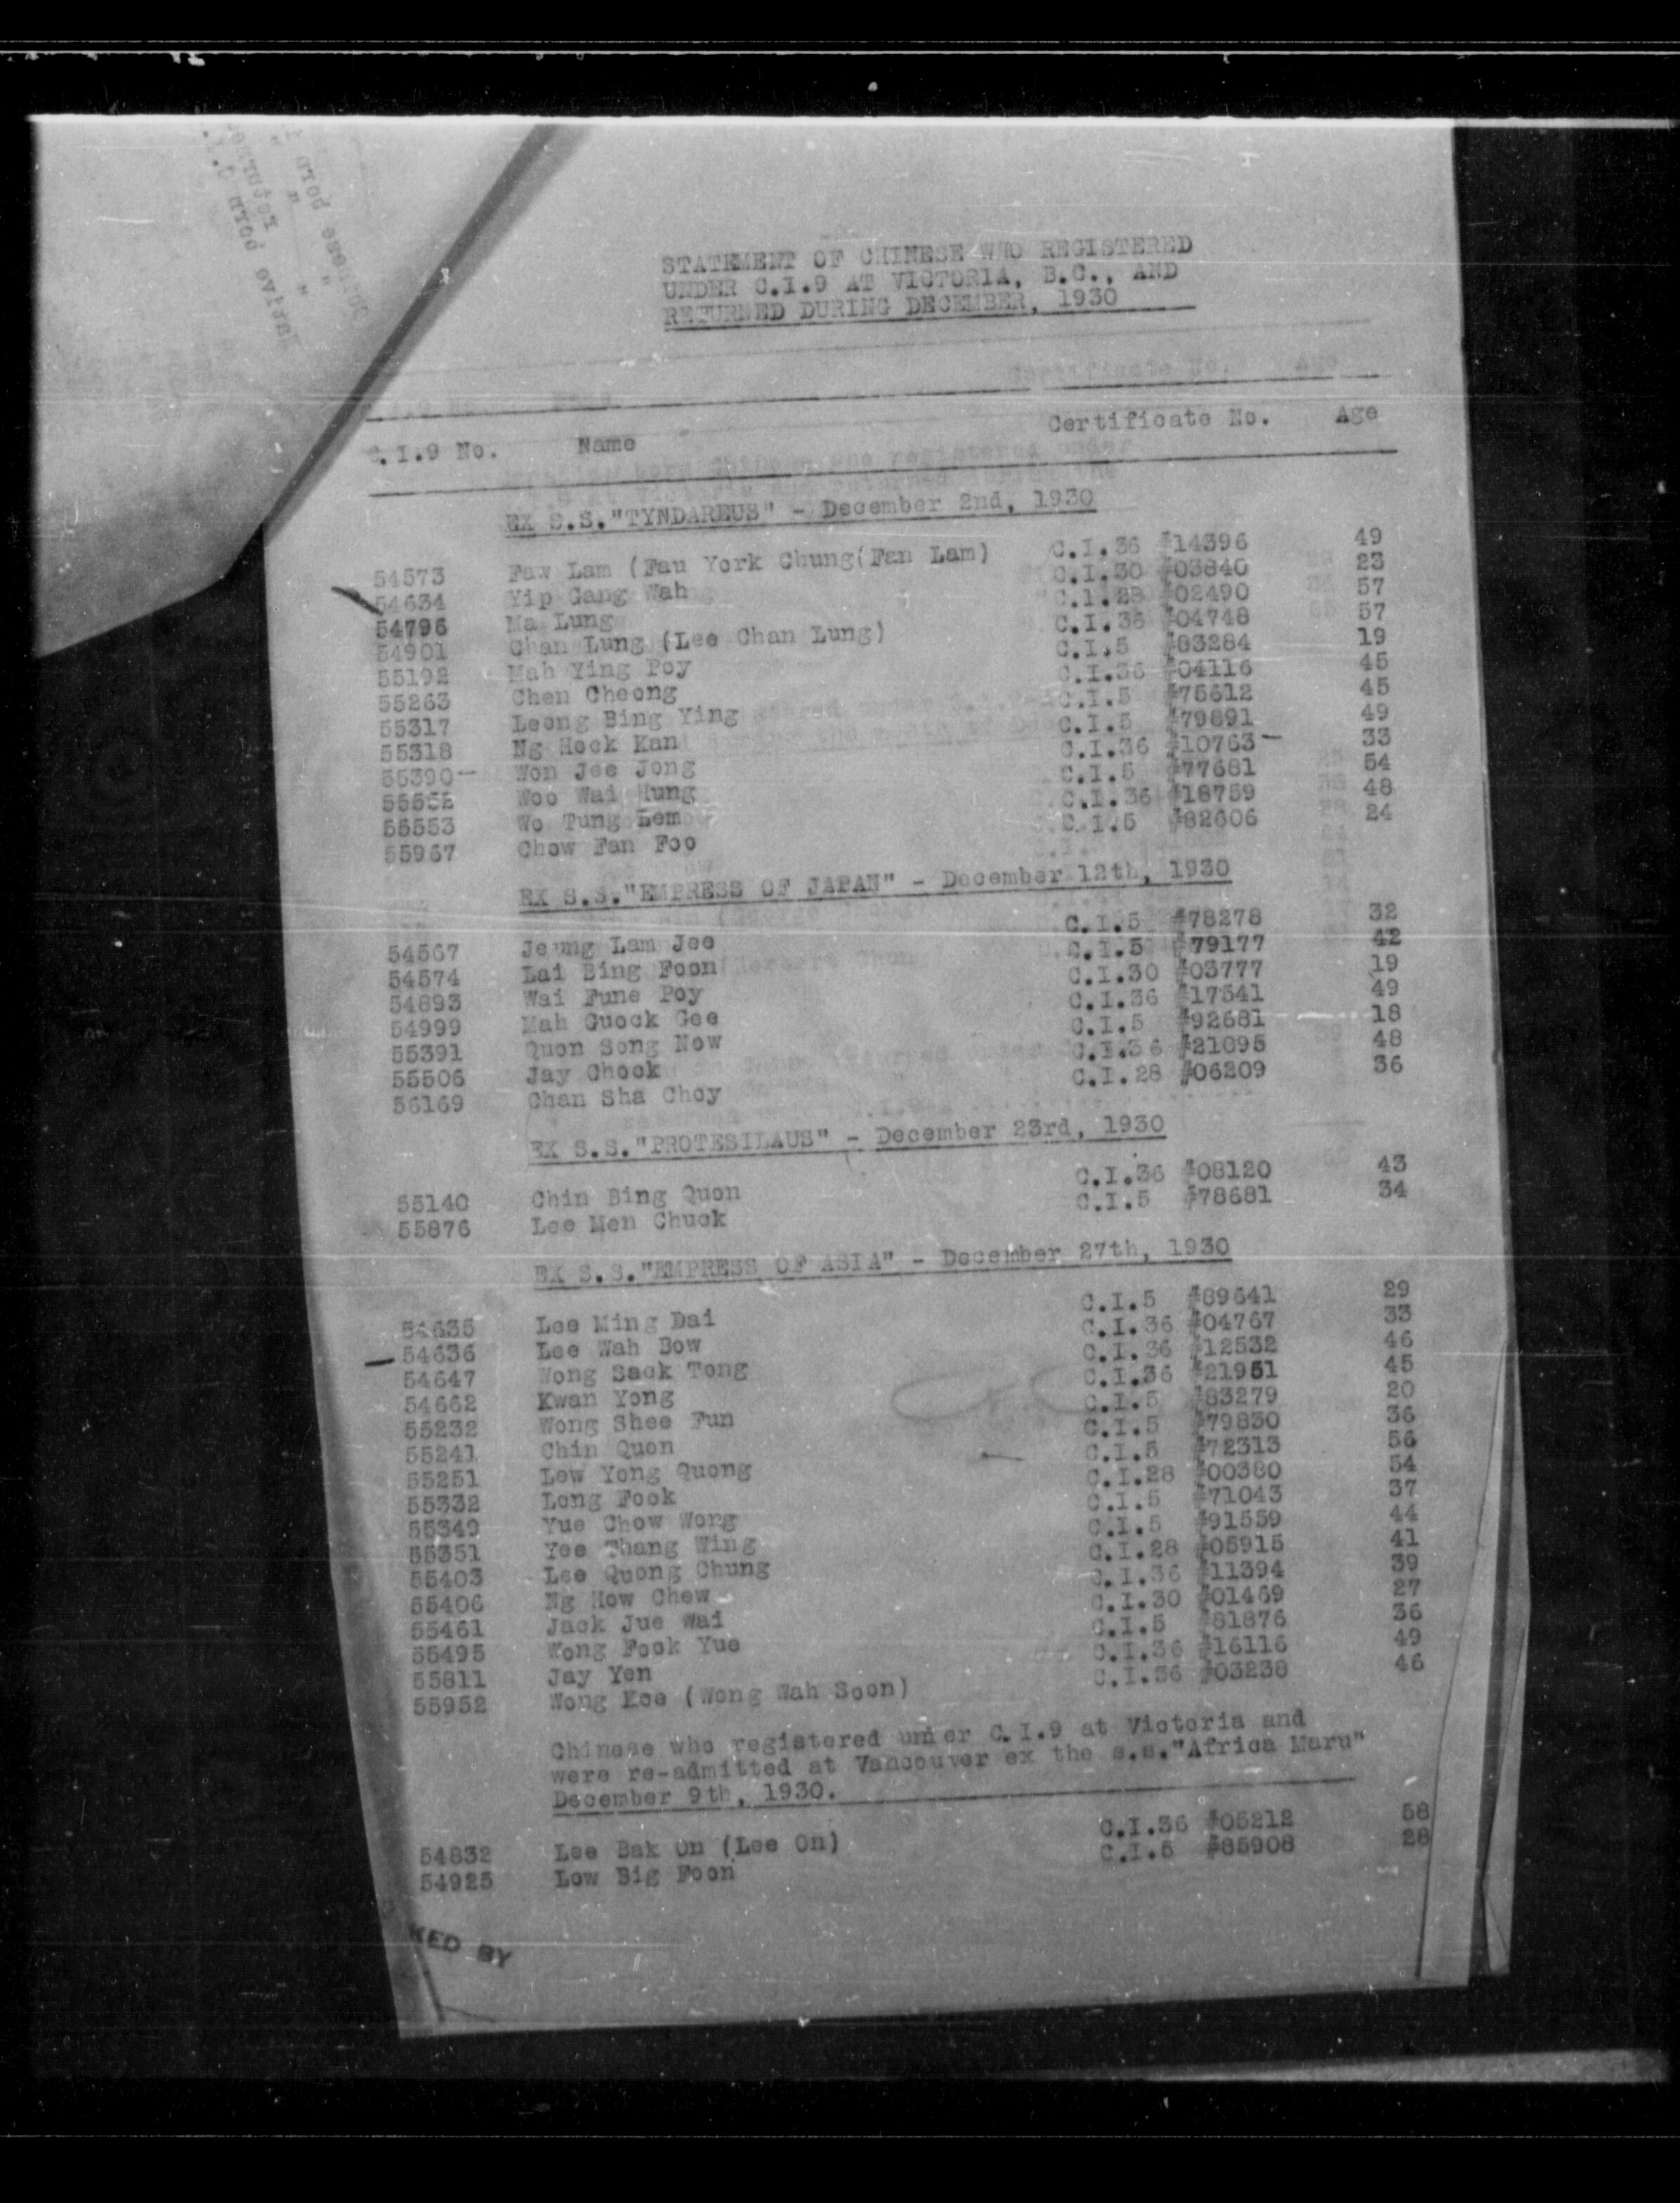 STATEMENT OF CHINESE WHO REGISTERED
UNDER C.I.9 AT VICTORIA, B.C., AND
RETURNED DURING DECEMBER, 1930
C.I.9 No. Name Certificate No. Age
EX S.S."TYNDAREUS" - December 2nd, 1930
54573 Faw Lam (Fau York Chung(Fan Lam) C.I.36 #14396 49
54634 Yip Gang Wah C.I.30 #03840 23
54796 Ma Lung C.I.28 #02490 57
54901 Chan Lung (Lee Chan Lung) C.I.36 #04748 57
55192 Mah Ying Poy C.I.5 #83284 19
55263 Chen Cheong C.I.36 #04116 45
55317 Leong Bing Ying C.I.5 #75612 45
55318 Ng Hock Kan C.I.5 #79891 49
55390 Won Jee Jong C.I.36 #10763 33
55552 Woo Wai Hung C.I.5 #77681 54
55553 Wo Tung Lem C.I.36 #18759 48
55967 Chow Fan Foo C.I.5 #82606 24
EX S.S."EMPRESS OF JAPAN" - December 12th, 1930
54567 Jeung Lam Jee C.I.5 #78278 32
54574 Lai Bing Foon C.I.5 #79177 42
54893 Wai Fune Poy C.I.30 #03777 19
54999 Mah Guock Gee C.I.36 #17541 49
55391 Quon Song Now C.I.5 #92681 18
55506 Jay Chock C.I.36 #21095 48
56169 Chan Sha Choy C.I.28 #06209 36
EX S.S."PROTESILAUS" - December 23rd, 1930
55140 Chin Bing Quon C.I.36 #08120 43
55876 Lee Men Chuck C.I.5 #78681 34
EX S.S."EMPRESS OF ASIA" - December 27th, 1930
54635 Lee Ming Dai C.I.5 #89641 29
54636 Lee Wah Bow C.I.36 #04767 33
54647 Wong Sack Tong C.I.36 #12532 46
54662 Kwan Yong C.I.36 #21951 45
55232 Wong Shee Fun C.I.5 #83279 20
55241 Chin Quon C.I.5 #79830 36
55251 Lew Yong Quong C.I.5 #72313 56
55332 Long Fook C.I.28 #00380 54
55349 Yue Chow Wong C.I.5 #71043 37
55351 Yee Thang Wing C.I.5 #91559 44
55403 Lee Quong Chung C.I.28 #05915 41
55406 Ng How Chew C.I.36 #11394 39
55461 Jack Jue Wai C.I.30 #01469 27
55495 Wong Fook Yue C.I.5 #81876 36
55811 Jay Yen C.I.36 #16116 49
55952 Wong Koe (Wong Wah Soon) C.I.36 #03238 46
Chinese who registered under C.I.9 at Victoria and
were re-admitted at Vancouver ex the s.s."Africa Maru"
December 9th, 1930.
54832 Lee Bak On (Lee On) C.I.36 #05212 58
54925 Low Big Foon C.I.5 #85908 28
KED BY